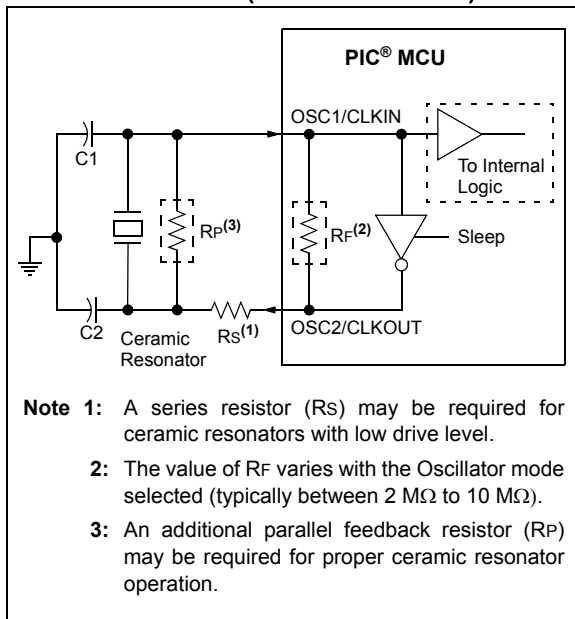 PIC® MCU
OSC1/CLKIN
C1
To Internal
Logic
RP(3)
RF(2)
Sleep
C2
Ceramic
Resonator
RS(1)
OSC2/CLKOUT
Note 1: A series resistor (RS) may be required for
ceramic resonators with low drive level.
2: The value of RF varies with the Oscillator mode
selected (typically between 2 MΩ to 10 MΩ).
3: An additional parallel feedback resistor (RP)
may be required for proper ceramic resonator
operation.